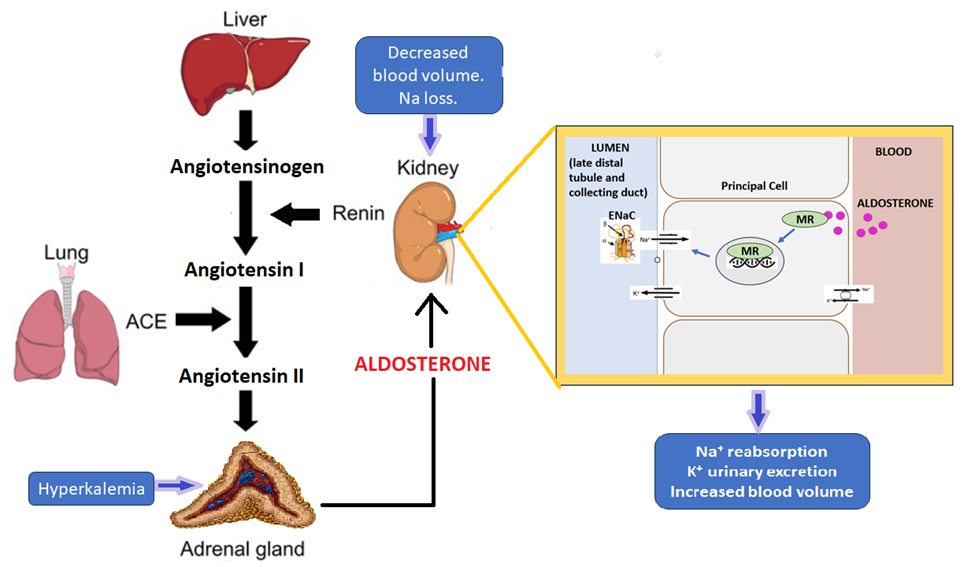 Liver
Decreased
blood volume.
Na loss.
Angiotensinogen
Kidney
Renin
Lung
Angiotensin I
ACE
ALDOSTERONE
Angiotensin II
Hyperkalemia
Adrenal gland
LUMEN
(late distal
tubule and
collecting duct)
Principal Cell
BLOOD
ALDOSTERONE
MR
ENaC
β
α
Na⁺
MR
K⁺
Na⁺
K⁺
Na⁺ reabsorption
K⁺ urinary excretion
Increased blood volume